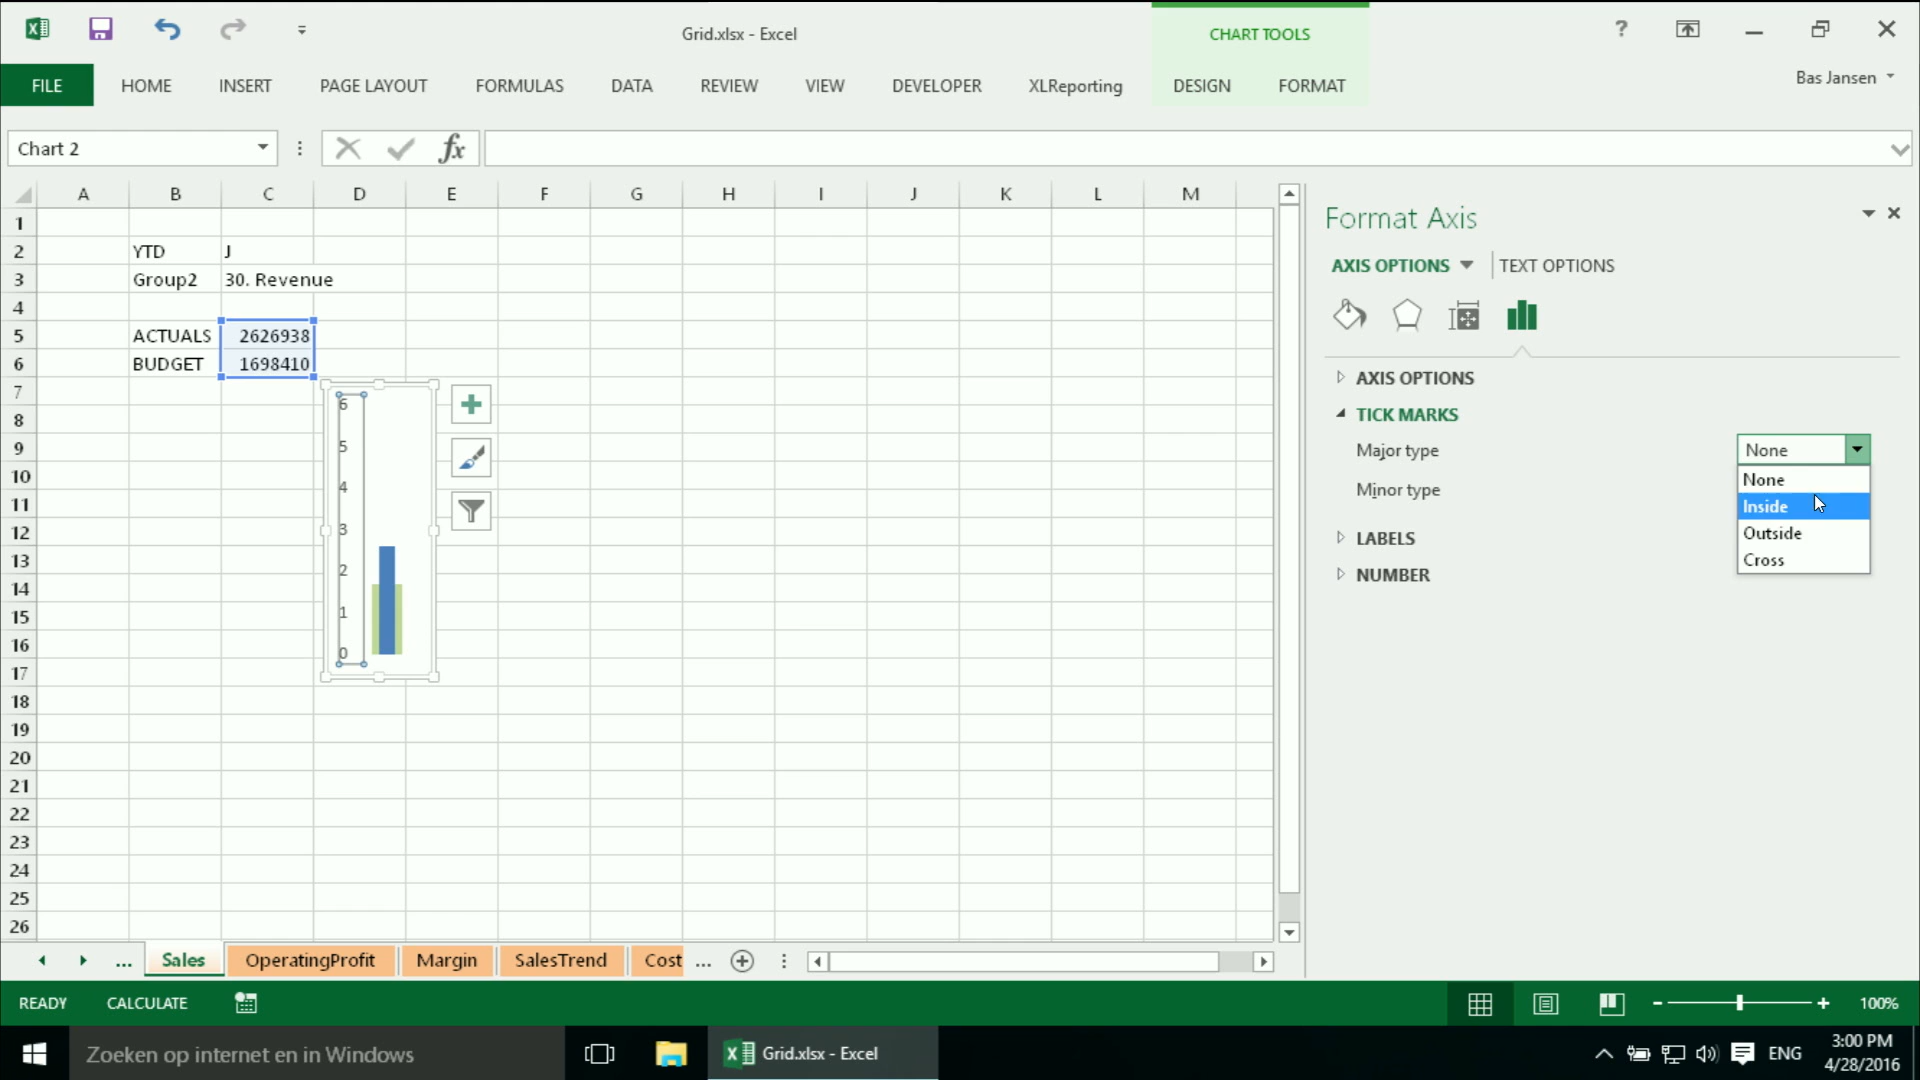 Grid.xlsx - Excel
CHART TOOLS
?
FILE HOME INSERT PAGE LAYOUT FORMULAS DATA REVIEW VIEW DEVELOPER XLReporting DESIGN FORMAT
Bas Jansen
Chart 2
fx
A B C D E F G H I J K L M
1
2 YTD J
3 Group2 30. Revenue
4
5 ACTUALS 2626938
6 BUDGET 1698410
7
8
9
10
11
12
13
14
15
16
17
18
19
20
21
22
23
24
25
26
6
5
4
3
2
1
0
Format Axis
AXIS OPTIONS TEXT OPTIONS
AXIS OPTIONS
TICK MARKS
Major type None
Minor type
None
Inside
Outside
Cross
LABELS
NUMBER
... Sales OperatingProfit Margin SalesTrend Cost ...
READY CALCULATE
100%
Zoeken op internet en in Windows
Grid.xlsx - Excel
ENG
3:00 PM
4/28/2016